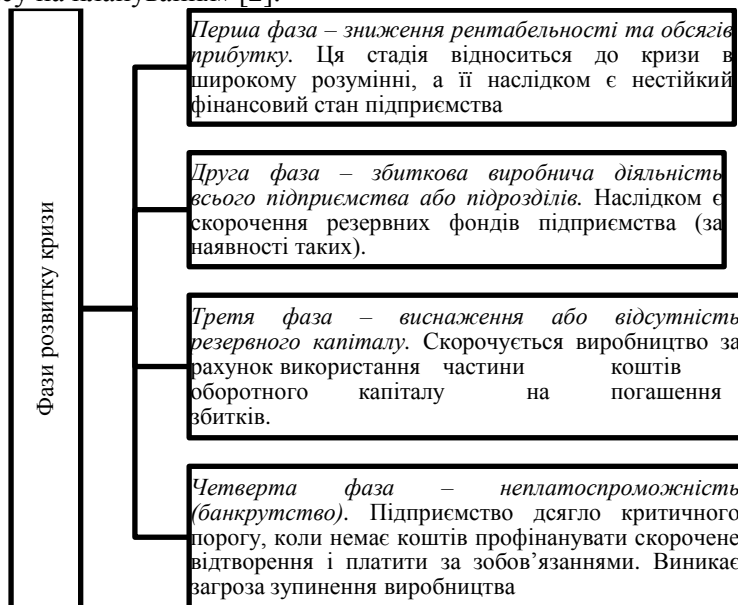 су на планування» [2].
Фази розвитку кризи
Перша фаза – зниження рентабельності та обсягів
прибутку. Ця стадія відноситься до кризи в
широкому розумінні, а її наслідком є нестійкий
фінансовий стан підприємства
Друга фаза – збиткова виробнича діяльність
всього підприємства або підрозділів. Наслідком є
скорочення резервних фондів підприємства (за
наявності таких).
Третя фаза – виснаження або відсутність
резервного капіталу. Скорочується виробництво за
рахунок використання частини коштів
оборотного капіталу на погашення
збитків.
Четверта фаза – неплатоспроможність
(банкрутство). Підприємство дсягло критичного
порогу, коли немає коштів профінанувати скорочене
відтворення і платити за зобов’язаннями. Виникає
загроза зупинення виробництва